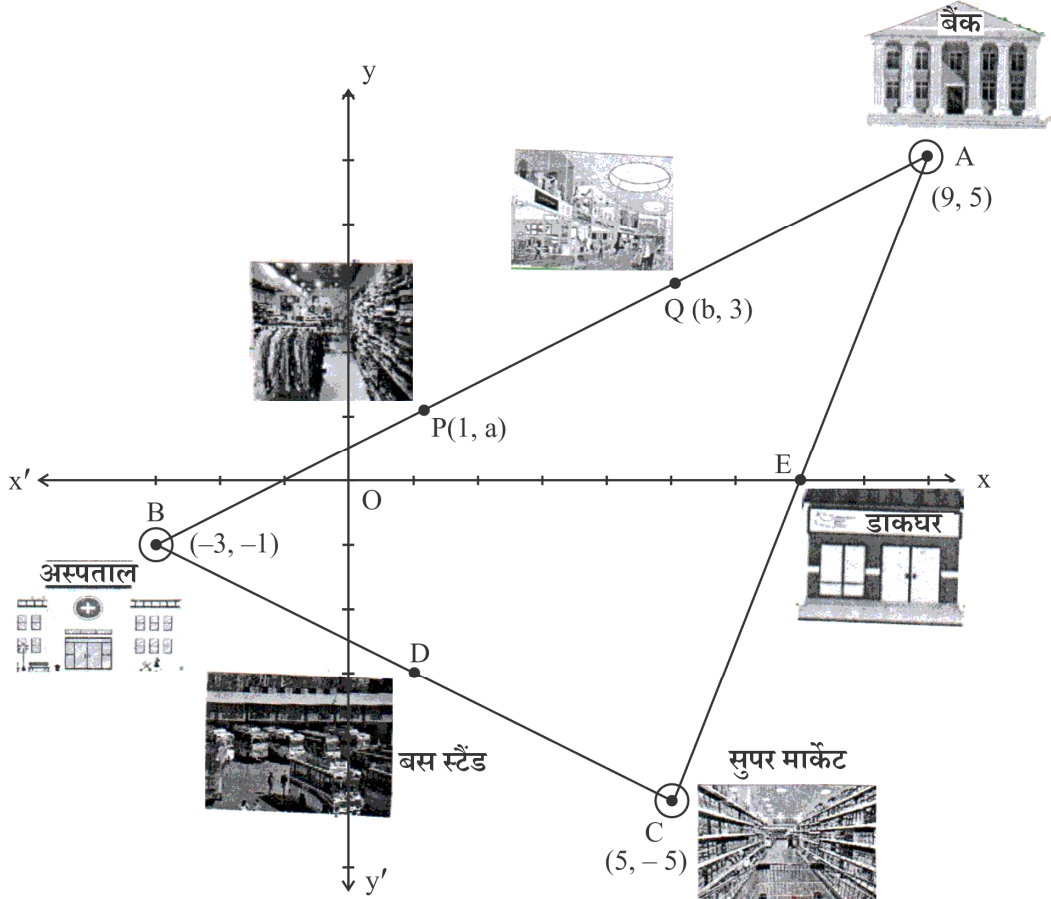 बैंक
y
A
(9, 5)
Q (b, 3)
P(1, a)
x′
O
E
x
B
(–3, –1)
डाकघर
अस्पताल
D
बस स्टैंड
सुपर मार्केट
C
(5, – 5)
y′